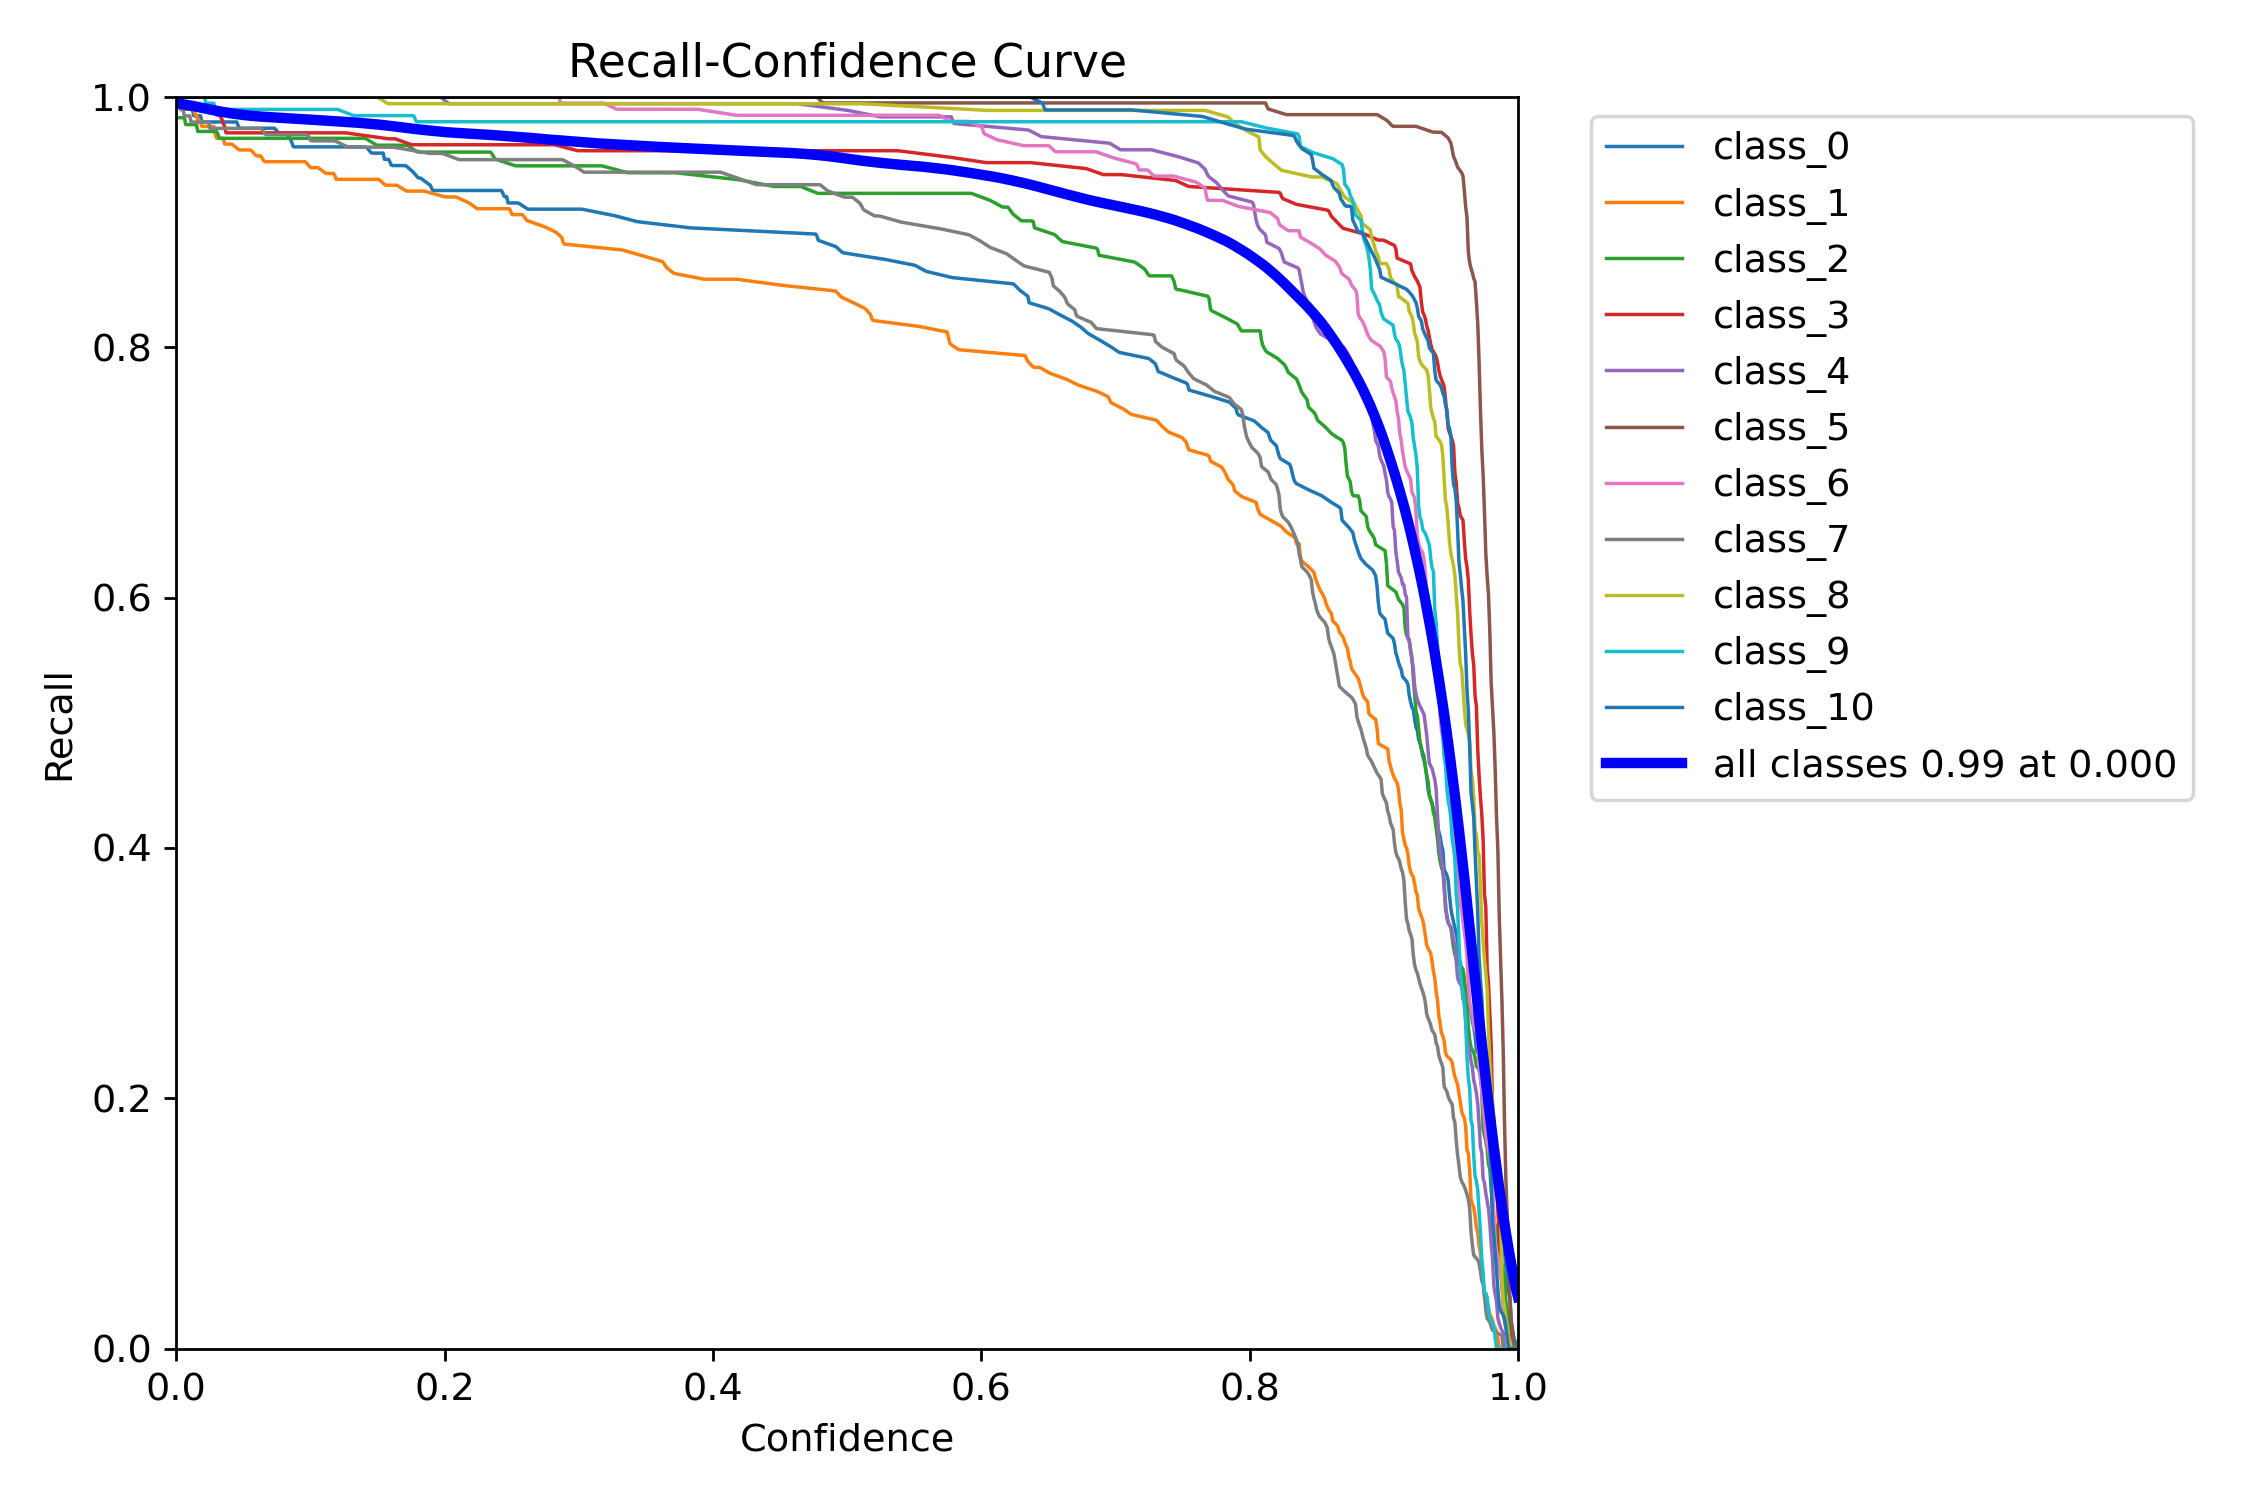 Recall-Confidence Curve
1.0
0.8
0.6
0.4
0.2
0.0
Recall
0.0 0.2 0.4 0.6 0.8 1.0
Confidence
class_0
class_1
class_2
class_3
class_4
class_5
class_6
class_7
class_8
class_9
class_10
all classes 0.99 at 0.000